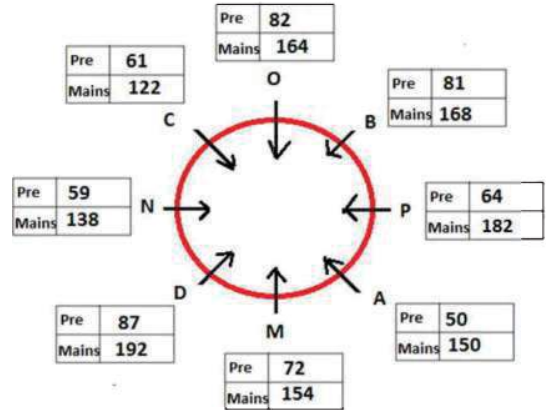 Pre 82
Mains 164
O
Pre 61
Mains 122
C
Pre 81
Mains 168
B
Pre 59
Mains 138
N
Pre 64
Mains 182
P
Pre 87
Mains 192
D
Pre 72
Mains 154
M
Pre 50
Mains 150
A